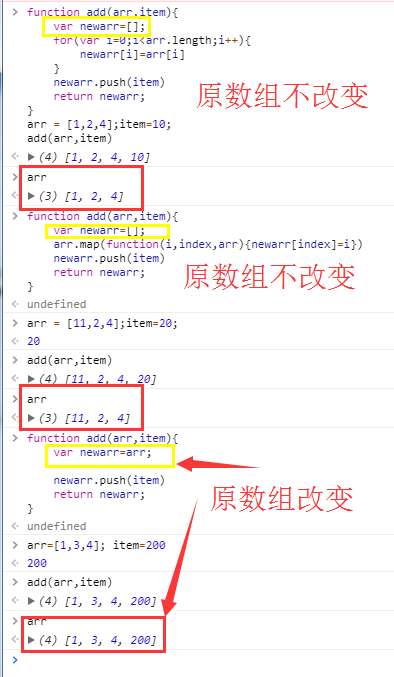 > function add(arr,item){
var newarr=[];
for(var i=0;i<arr.length;i++){
newarr[i]=arr[i]
}
newarr.push(item)
return newarr;
}
原数组不改变
arr = [1,2,4];item=10;
add(arr,item)
<· ▶(4) [1, 2, 4, 10]
> arr
<· ▶(3) [1, 2, 4]
> function add(arr,item){
var newarr=[];
arr.map(function(i,index,arr){newarr[index]=i})
newarr.push(item)
return newarr;
}
原数组不改变
<· undefined
> arr = [11,2,4];item=20;
<· 20
> add(arr,item)
<· ▶(4) [11, 2, 4, 20]
> arr
<· ▶(3) [11, 2, 4]
> function add(arr,item){
var newarr=arr;
newarr.push(item)
return newarr;
}
原数组改变
<· undefined
> arr=[1,3,4]; item=200
<· 200
> add(arr,item)
<· ▶(4) [1, 3, 4, 200]
> arr
<· ▶(4) [1, 3, 4, 200]
>